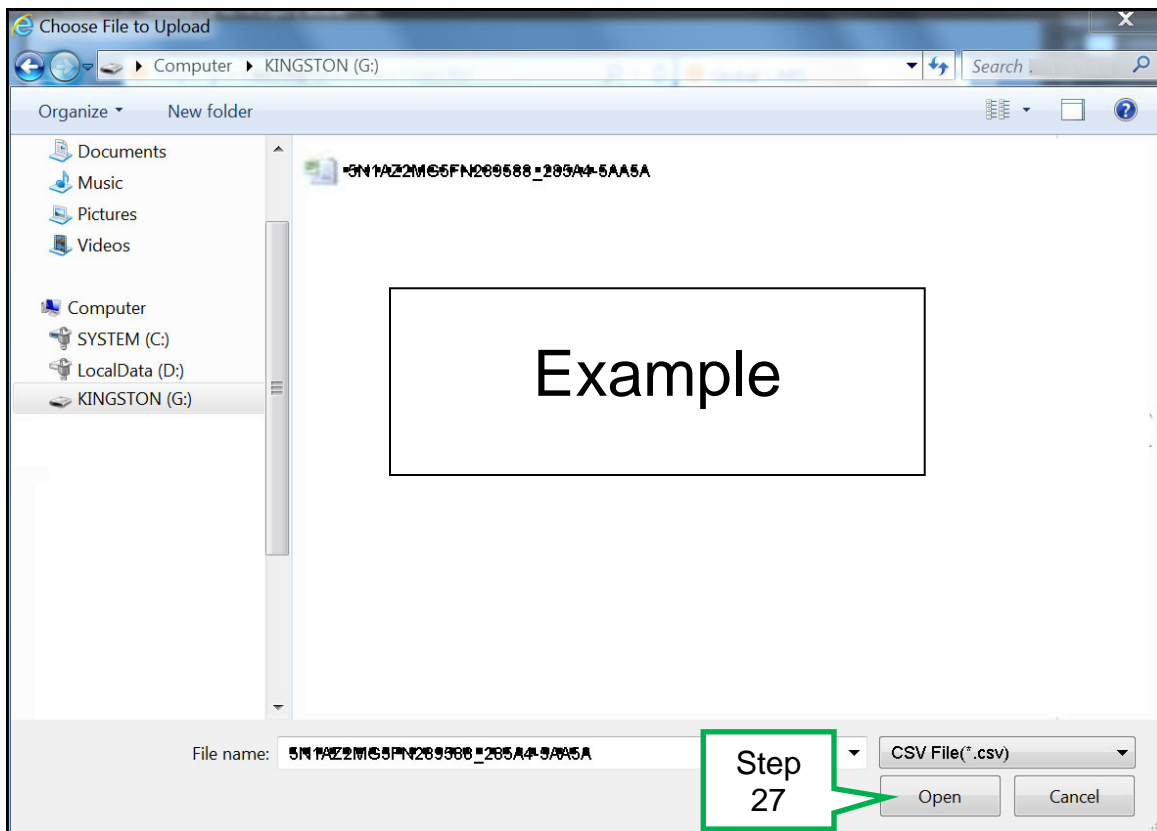 Choose File to Upload
X
Computer KINGSTON (G:)
Search
Organize New folder
Documents
Music
Pictures
Videos
Computer
SYSTEM (C:)
LocalData (D:)
KINGSTON (G:)
Example
File name:
CSV File(*.csv)
Step
27
Open Cancel